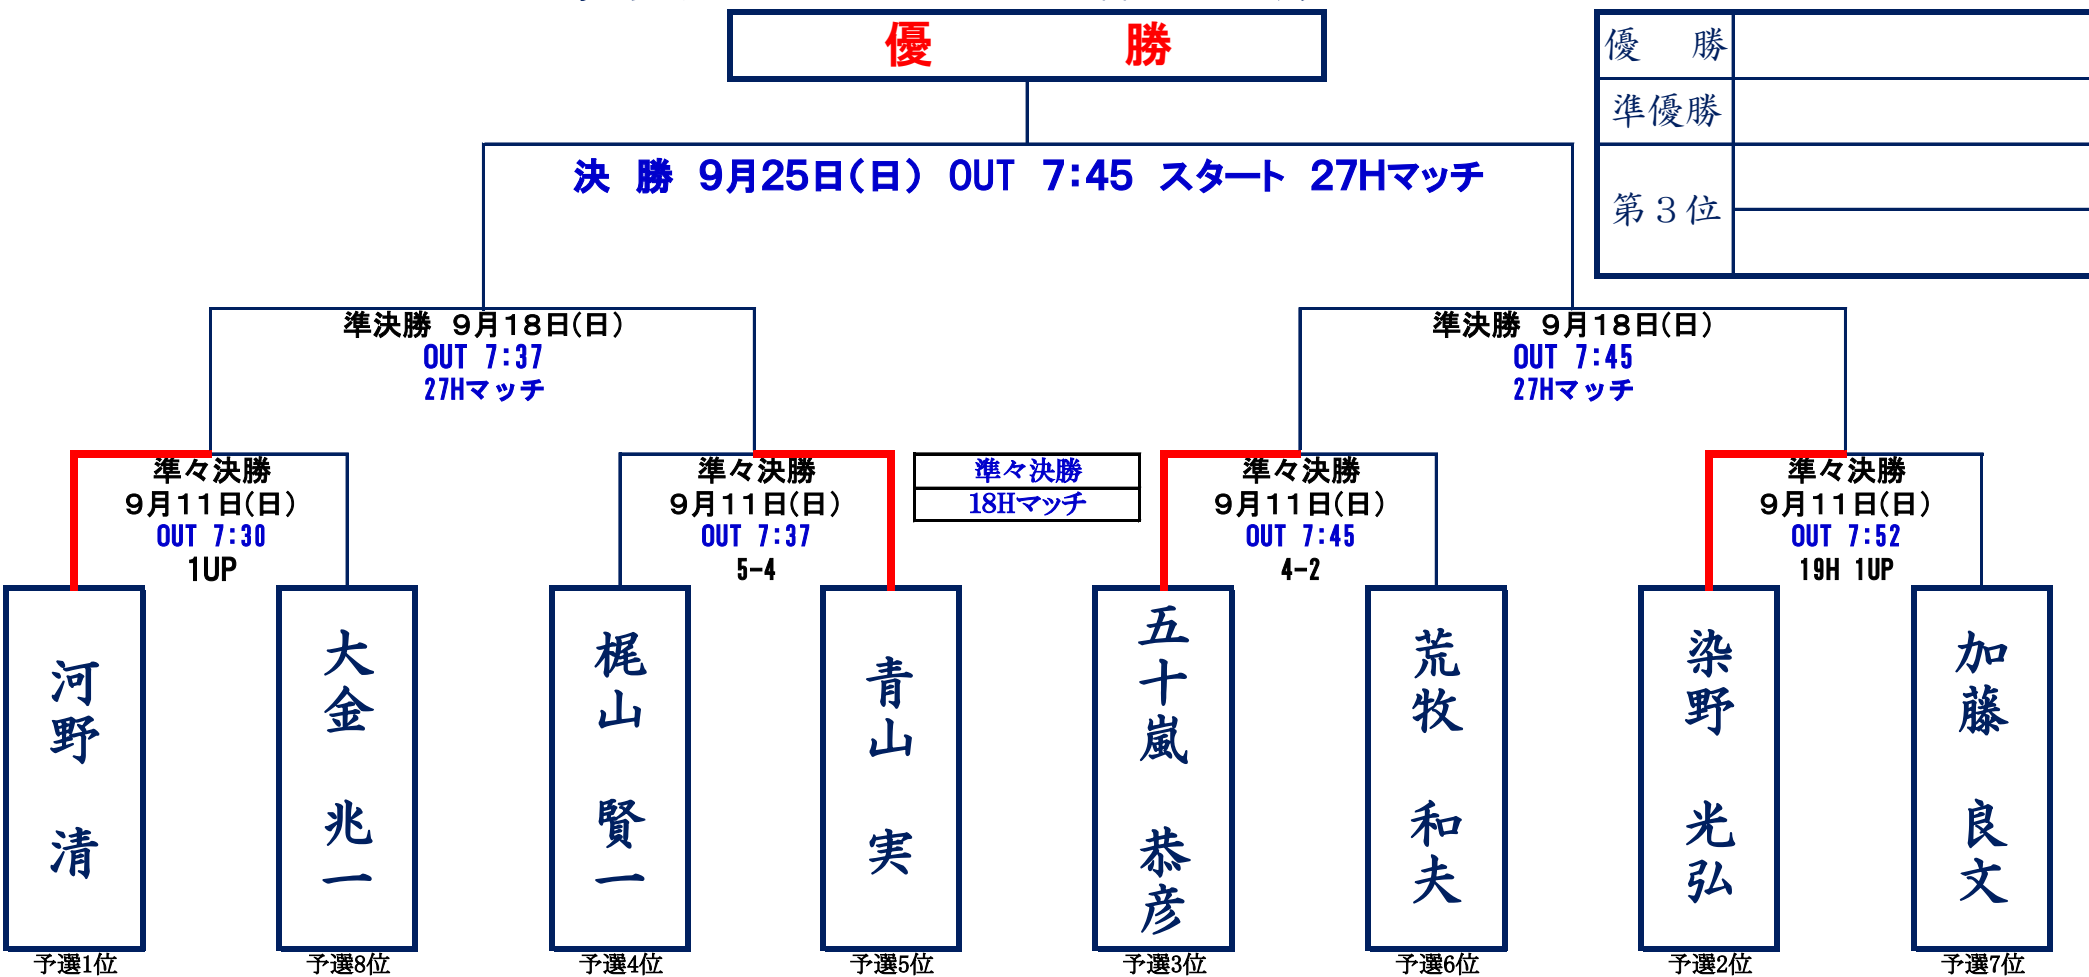 優　勝
優　勝
準優勝
第３位
決　勝　９月２５日（日）　OUT　7：45　スタート　27Hマッチ
準決勝　９月１８日(日)
OUT 7:37
27Hマッチ
準決勝　９月１８日(日)
OUT 7:45
27Hマッチ
準々決勝
９月１１日(日)
OUT 7:30
1UP
準々決勝
９月１１日(日)
OUT 7:37
5-4
準々決勝
18Hマッチ
準々決勝
９月１１日(日)
OUT 7:45
4-2
準々決勝
９月１１日(日)
OUT 7:52
19H 1UP
河野　清
大金　兆一
梶山　賢一
青山　実
五十嵐　恭彦
荒牧　和夫
染野　光弘
加藤　良文
予選1位
予選8位
予選4位
予選5位
予選3位
予選6位
予選2位
予選7位